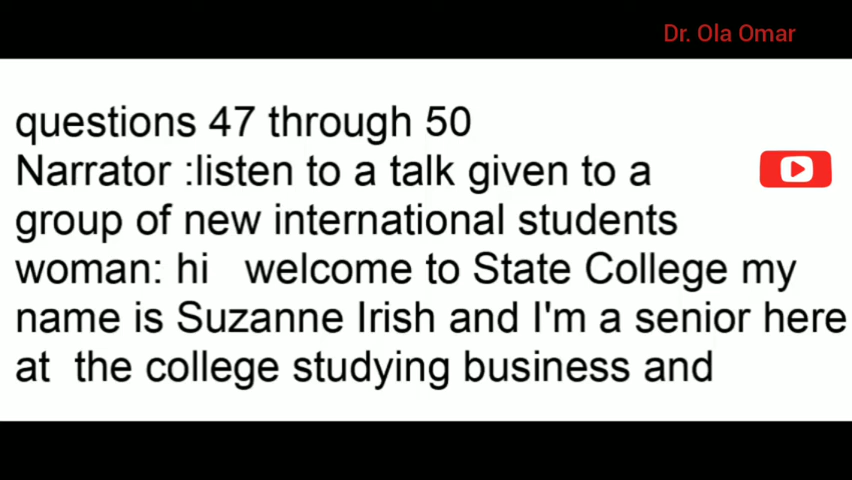 Dr. Ola Omar
questions 47 through 50
Narrator :listen to a talk given to a
group of new international students
woman: hi   welcome to State College my
name is Suzanne Irish and I'm a senior here
at  the college studying business and